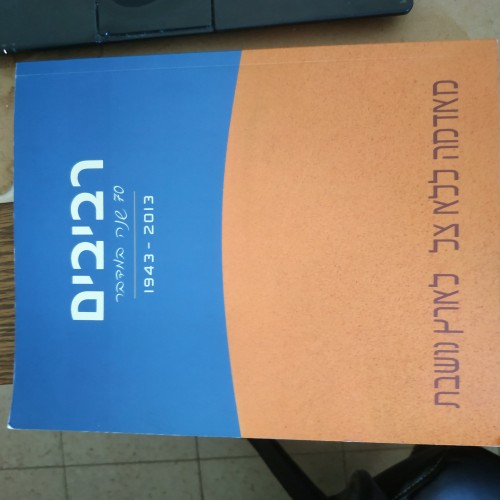 רביבים
70 שנה במדבר
1943 - 2013
מאדמה ללא צל לארץ נושבת